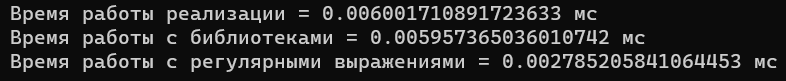 Время работы реализации = 0.006001710891723633 мс
Время работы с библиотеками = 0.005957365036010742 мс
Время работы с регулярными выражениями = 0.002785205841064453 мс